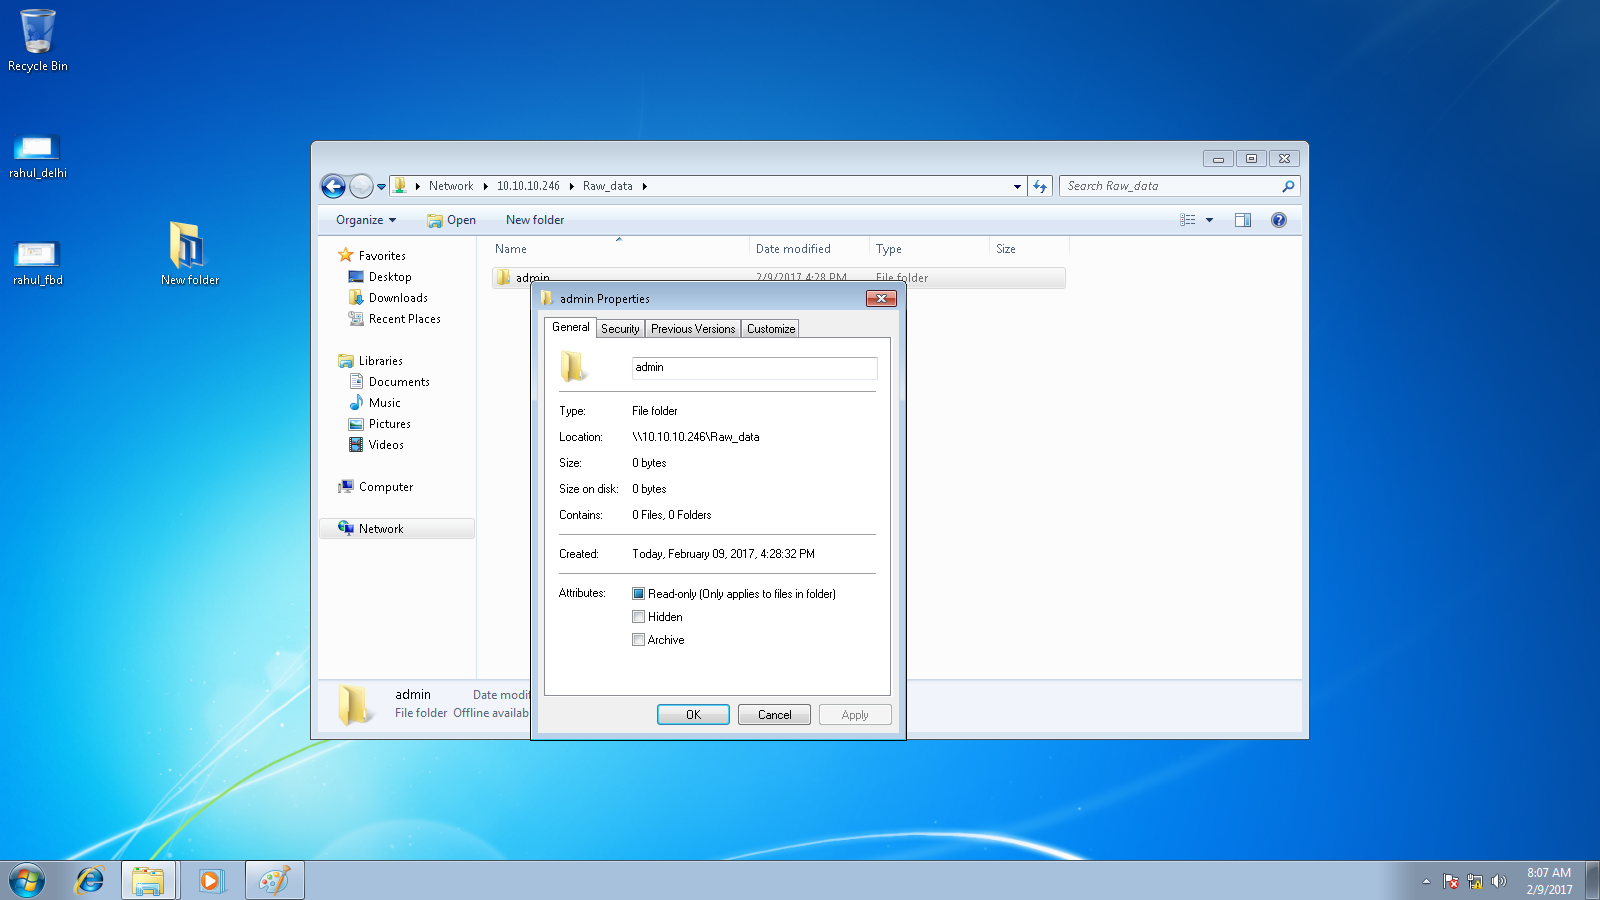 Recycle Bin
rahul_delhi
rahul_fbd
New folder
Network 10.10.10.246 Raw_data
Search Raw_data
Organize Open New folder
Favorites
Desktop
Downloads
Recent Places
Libraries
Documents
Music
Pictures
Videos
Computer
Network
Name Date modified Type Size
admin 2/9/2017 4:28 PM File folder
admin Properties
General Security Previous Versions Customize
admin
Type: File folder
Location: \\10.10.10.246\Raw_data
Size: 0 bytes
Size on disk: 0 bytes
Contains: 0 Files, 0 Folders
Created: Today, February 09, 2017, 4:28:32 PM
Attributes: Read-only (Only applies to files in folder)
Hidden
Archive
OK Cancel Apply
admin Date modi
File folder Offline availab
8:07 AM
2/9/2017